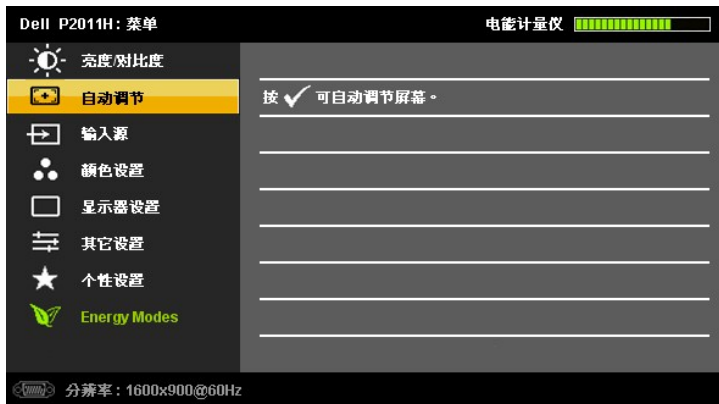 Dell P2011H: 菜单
电能计量仪
亮度/对比度
自动调节
按 ✓ 可自动调节屏幕。
输入源
颜色设置
显示器设置
其它设置
个性设置
Energy Modes
分辨率: 1600x900@60Hz